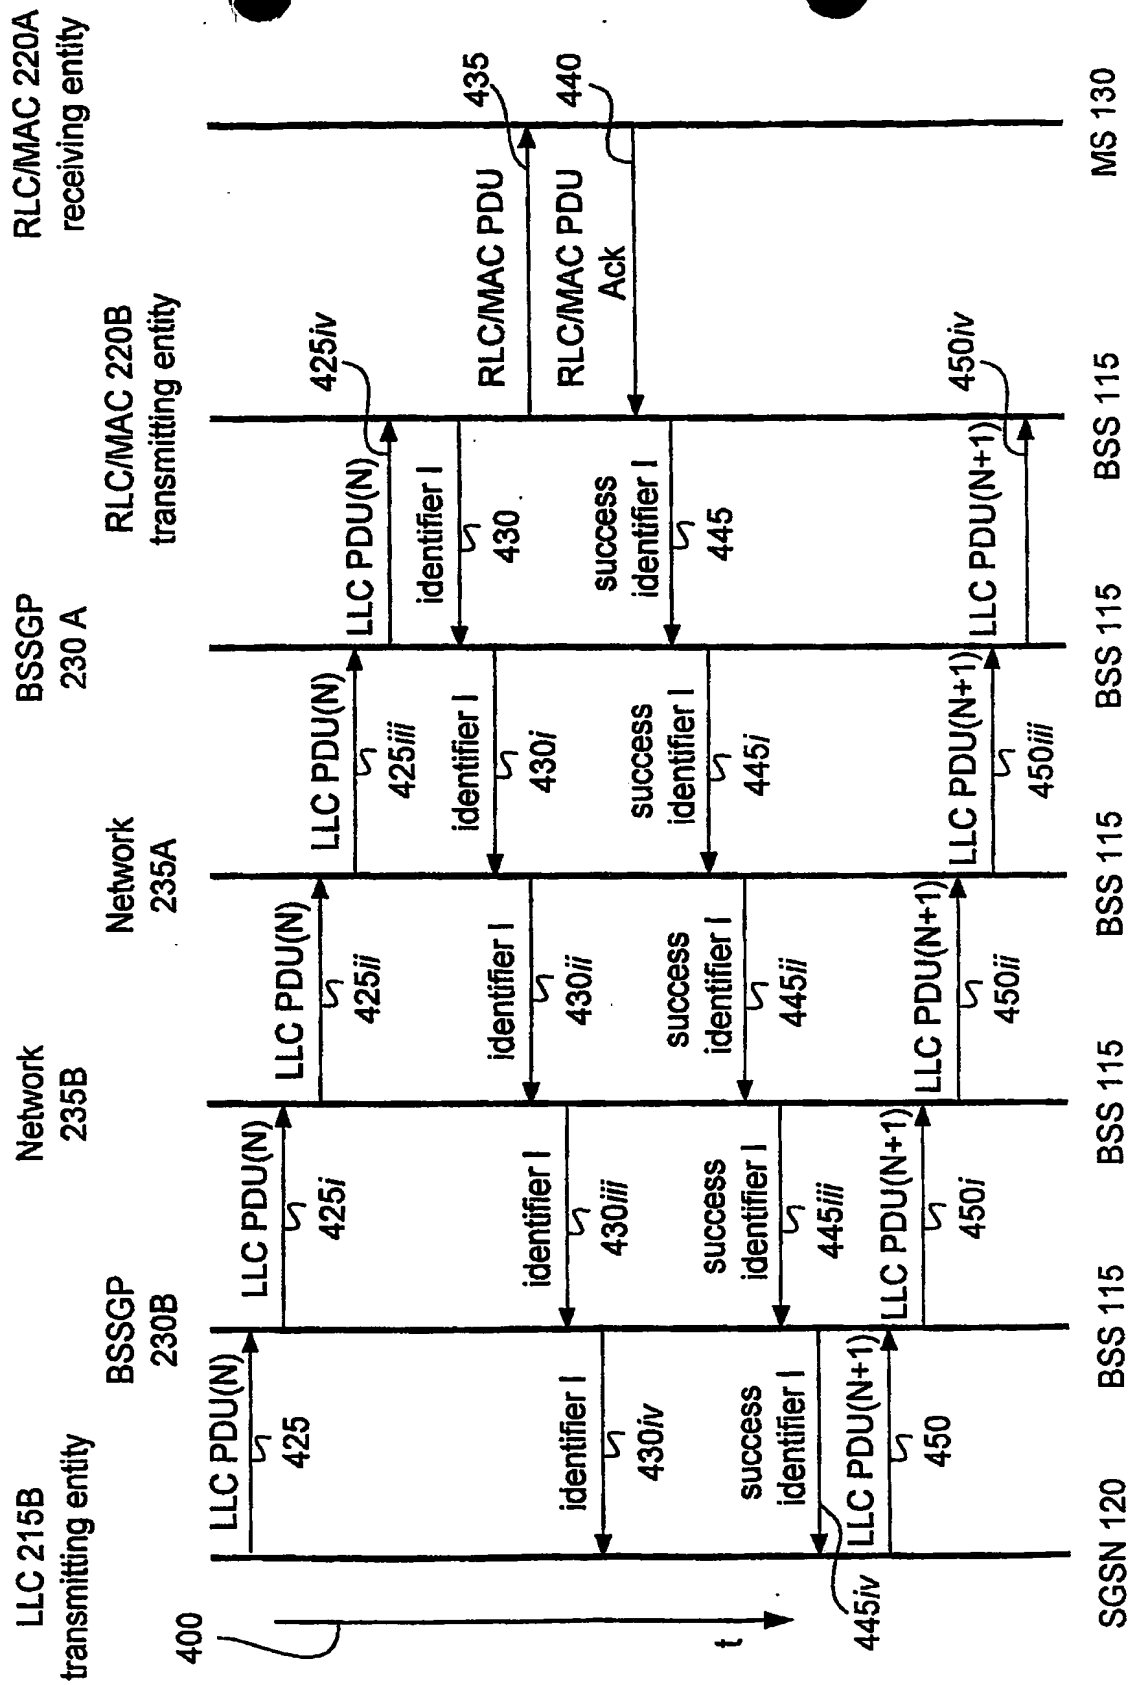 LLC 215B
transmitting entity
BSSGP
230B
Network
235B
Network
235A
BSSGP
230 A
RLC/MAC 220B
transmitting entity
RLC/MAC 220A
receiving entity
400
t
LLC PDU(N)
425
LLC PDU(N)
425i
LLC PDU(N)
425ii
LLC PDU(N)
425iii
LLC PDU(N)
425iv
identifier I
430
identifier I
430i
identifier I
430ii
identifier I
430iii
identifier I
430iv
RLC/MAC PDU
435
RLC/MAC PDU
Ack
440
success
identifier I
445
success
identifier I
445i
success
identifier I
445ii
success
identifier I
445iii
success
identifier I
445iv
LLC PDU(N+1)
450
LLC PDU(N+1)
450i
LLC PDU(N+1)
450ii
LLC PDU(N+1)
450iii
LLC PDU(N+1)
450iv
SGSN 120
BSS 115
BSS 115
BSS 115
BSS 115
BSS 115
MS 130